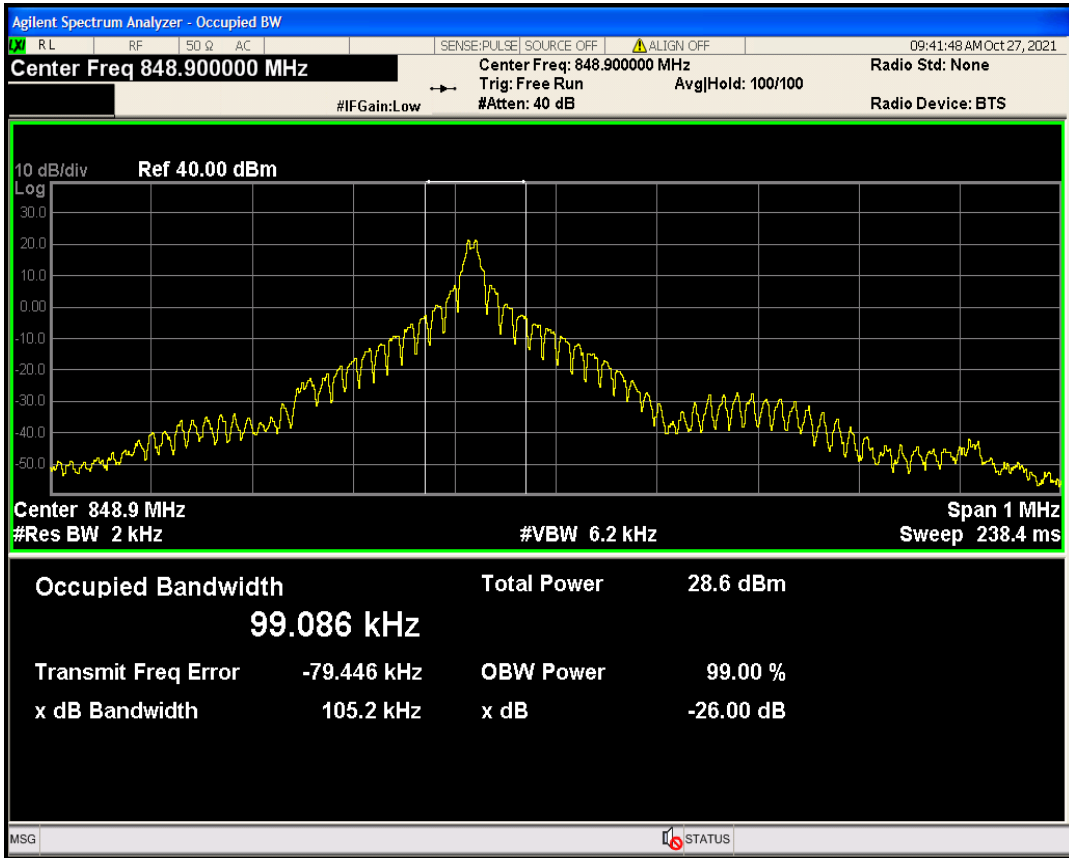 Agilent Spectrum Analyzer - Occupied BW
LXI RL RF 50 Ω AC SENSE:PULSE SOURCE OFF ALIGN OFF 09:41:48 AM Oct 27, 2021
Center Freq 848.900000 MHz
Center Freq: 848.900000 MHz
Radio Std: None
Trig: Free Run
Avg|Hold: 100/100
#IFGain:Low
#Atten: 40 dB
Radio Device: BTS
10 dB/div Ref 40.00 dBm
Log
30.0
20.0
10.0
0.00
-10.0
-20.0
-30.0
-40.0
-50.0
Center 848.9 MHz Span 1 MHz
#Res BW 2 kHz #VBW 6.2 kHz Sweep 238.4 ms
Occupied Bandwidth Total Power 28.6 dBm
99.086 kHz
Transmit Freq Error -79.446 kHz OBW Power 99.00 %
x dB Bandwidth 105.2 kHz x dB -26.00 dB
MSG STATUS